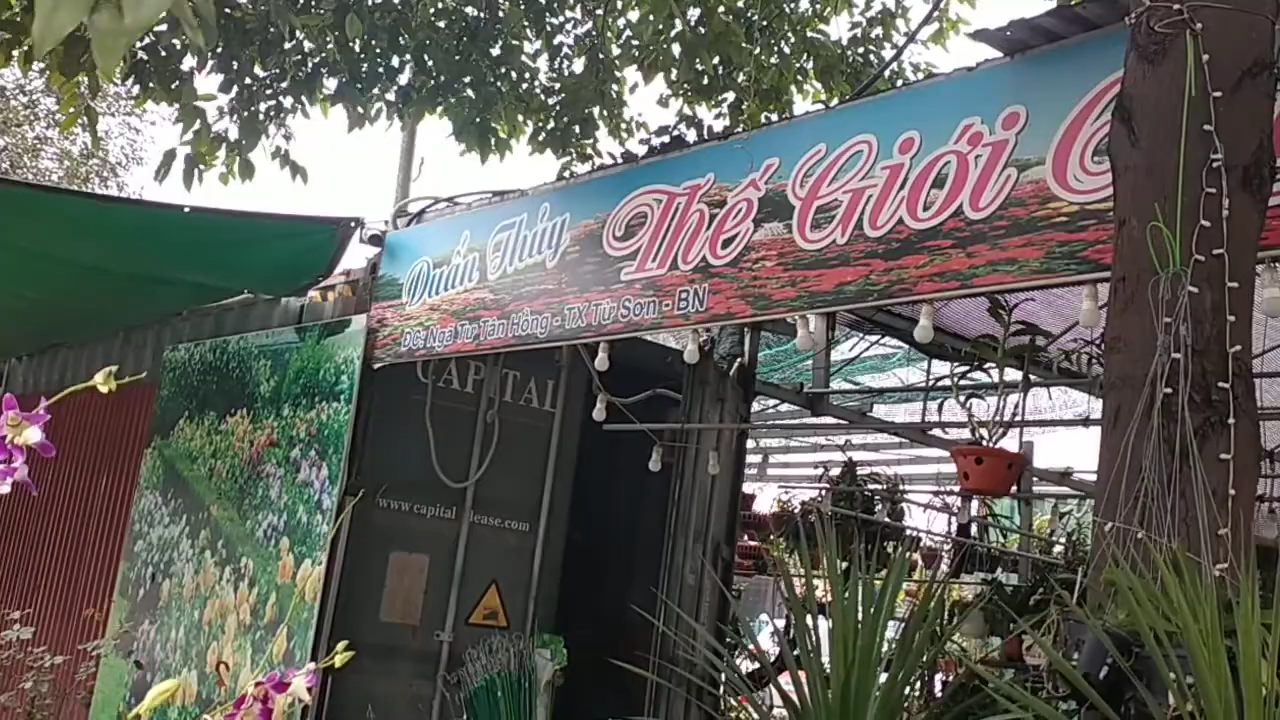 Duẩn Thủy
Thế Giới
ĐC: Ngã Tư Tân Hồng - TX Từ Sơn - BN
CAPITAL
www.capital lease.com